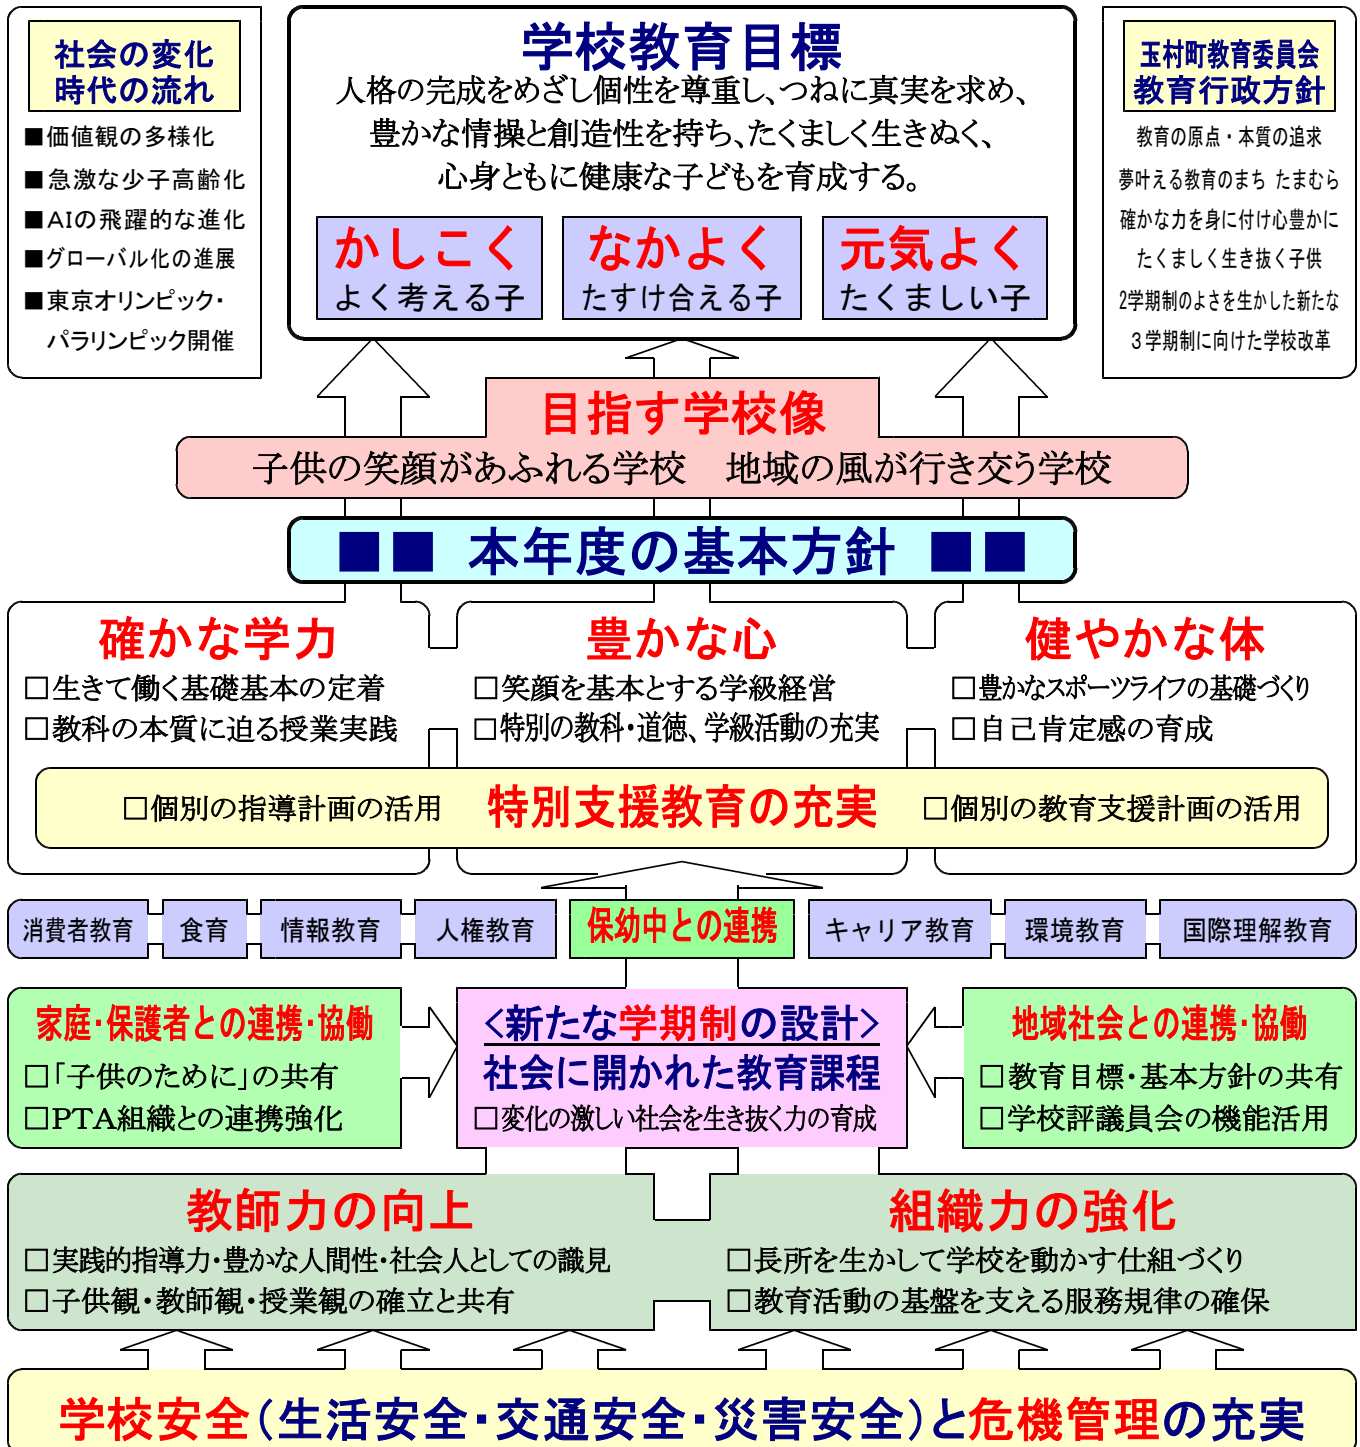 社会の変化
時代の流れ
■価値観の多様化
■急激な少子高齢化
■AIの飛躍的な進化
■グローバル化の進展
■東京オリンピック・
パラリンピック開催
学校教育目標
人格の完成をめざし個性を尊重し、つねに真実を求め、
豊かな情操と創造性を持ち、たくましく生きぬく、
心身ともに健康な子どもを育成する。
かしこく
よく考える子
なかよく
たすけ合える子
元気よく
たくましい子
玉村町教育委員会
教育行政方針
教育の原点・本質の追求
夢叶える教育のまち たまむら
確かな力を身に付け心豊かに
たくましく生き抜く子供
2学期制のよさを生かした新たな
３学期制に向けた学校改革
目指す学校像
子供の笑顔があふれる学校　地域の風が行き交う学校
■■ 本年度の基本方針 ■■
確かな学力
□生きて働く基礎基本の定着
□教科の本質に迫る授業実践
豊かな心
□笑顔を基本とする学級経営
□特別の教科・道徳、学級活動の充実
健やかな体
□豊かなスポーツライフの基礎づくり
□自己肯定感の育成
□個別の指導計画の活用 特別支援教育の充実 □個別の教育支援計画の活用
消費者教育 食育 情報教育 人権教育 保幼中との連携 キャリア教育 環境教育 国際理解教育
家庭・保護者との連携・協働
□「子供のために」の共有
□PTA組織との連携強化
<新たな学期制の設計>
社会に開かれた教育課程
□変化の激しい社会を生き抜く力の育成
地域社会との連携・協働
□教育目標・基本方針の共有
□学校評議員会の機能活用
教師力の向上
□実践的指導力・豊かな人間性・社会人としての識見
□子供観・教師観・授業観の確立と共有
組織力の強化
□長所を生かして学校を動かす仕組づくり
□教育活動の基盤を支える服務規律の確保
学校安全（生活安全・交通安全・災害安全）と危機管理の充実